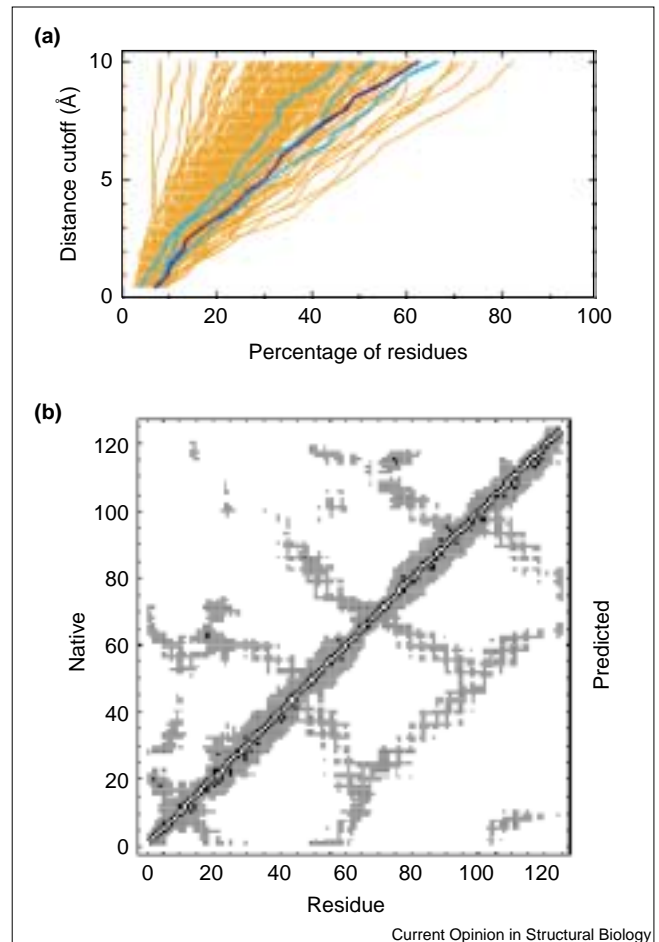 (a)
10
5
0
Distance cutoff (Å)
0 20 40 60 80 100
Percentage of residues
(b)
120
100
80
60
40
20
0
Native
Predicted
0 20 40 60 80 100 120
Residue
Current Opinion in Structural Biology